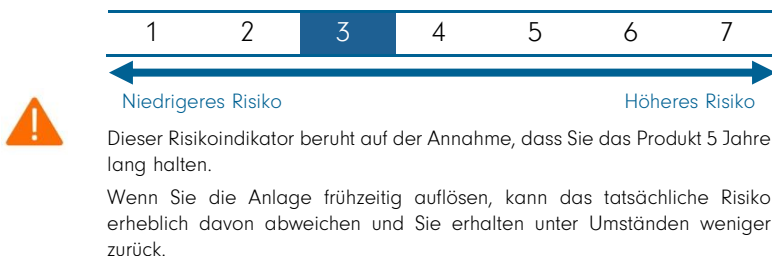 1 2 3 4 5 6 7
Niedrigeres Risiko Höheres Risiko
Dieser Risikoindikator beruht auf der Annahme, dass Sie das Produkt 5 Jahre
lang halten.
Wenn Sie die Anlage frühzeitig auflösen, kann das tatsächliche Risiko
erheblich davon abweichen und Sie erhalten unter Umständen weniger
zurück.